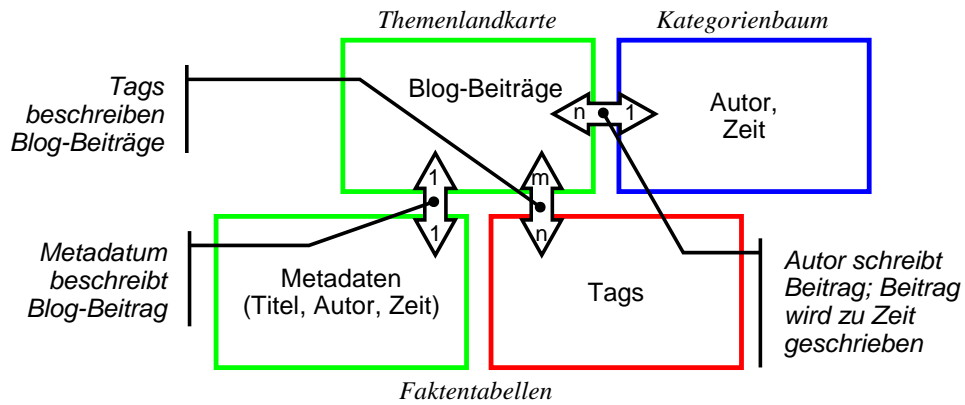 Themenlandkarte
Kategorienbaum
Tags
beschreiben
Blog-Beiträge
Blog-Beiträge
n
1
Autor,
Zeit
1
1
m
n
Metadatum
beschreibt
Blog-Beitrag
Metadaten
(Titel, Autor, Zeit)
Tags
Autor schreibt
Beitrag; Beitrag
wird zu Zeit
geschrieben
Faktentabellen